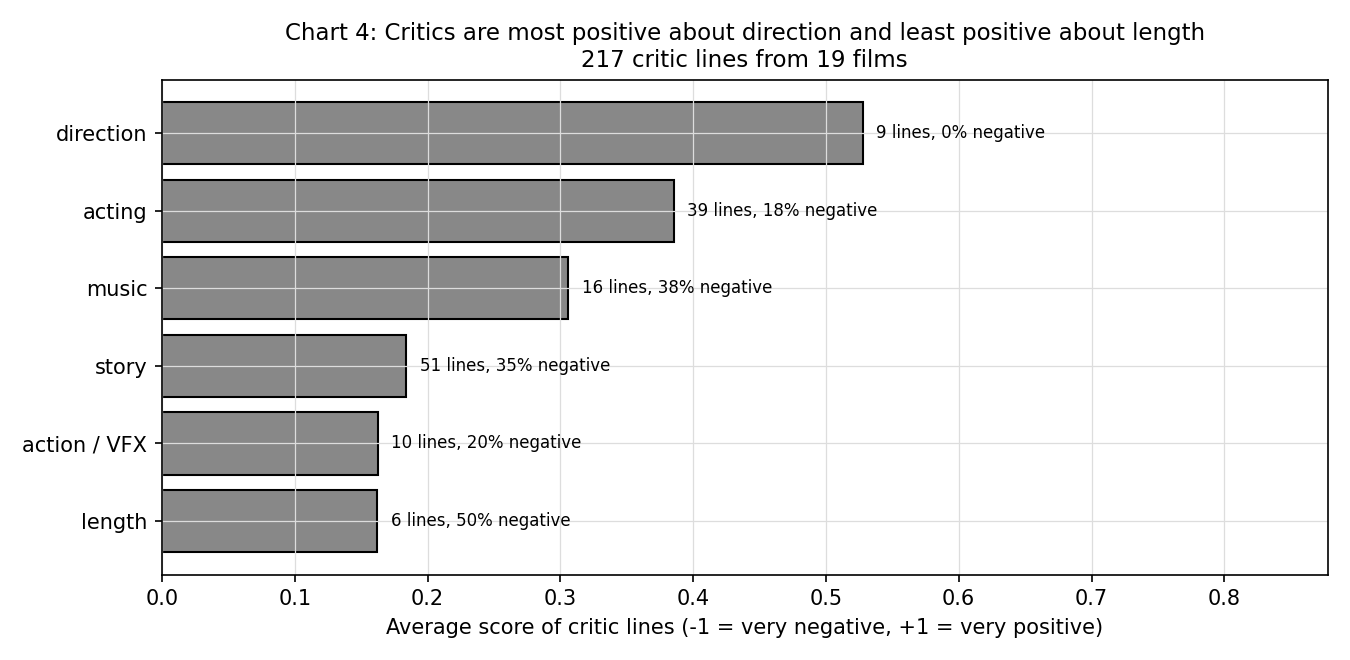 Chart 4: Critics are most positive about direction and least positive about length
217 critic lines from 19 films
direction
9 lines, 0% negative
acting
39 lines, 18% negative
music
16 lines, 38% negative
story
51 lines, 35% negative
action / VFX
10 lines, 20% negative
length
6 lines, 50% negative
0.0 0.1 0.2 0.3 0.4 0.5 0.6 0.7 0.8
Average score of critic lines (-1 = very negative, +1 = very positive)